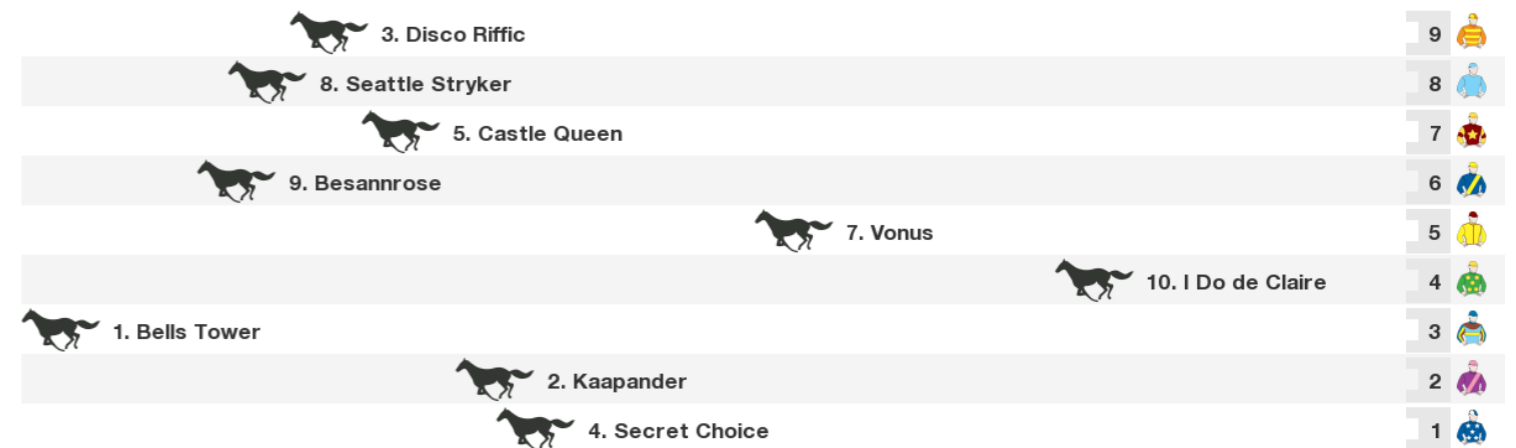 3. Disco Riffic 9
8. Seattle Stryker 8
5. Castle Queen 7
9. Besannrose 6
7. Vonus 5
10. I Do de Claire 4
1. Bells Tower 3
2. Kaapander 2
4. Secret Choice 1